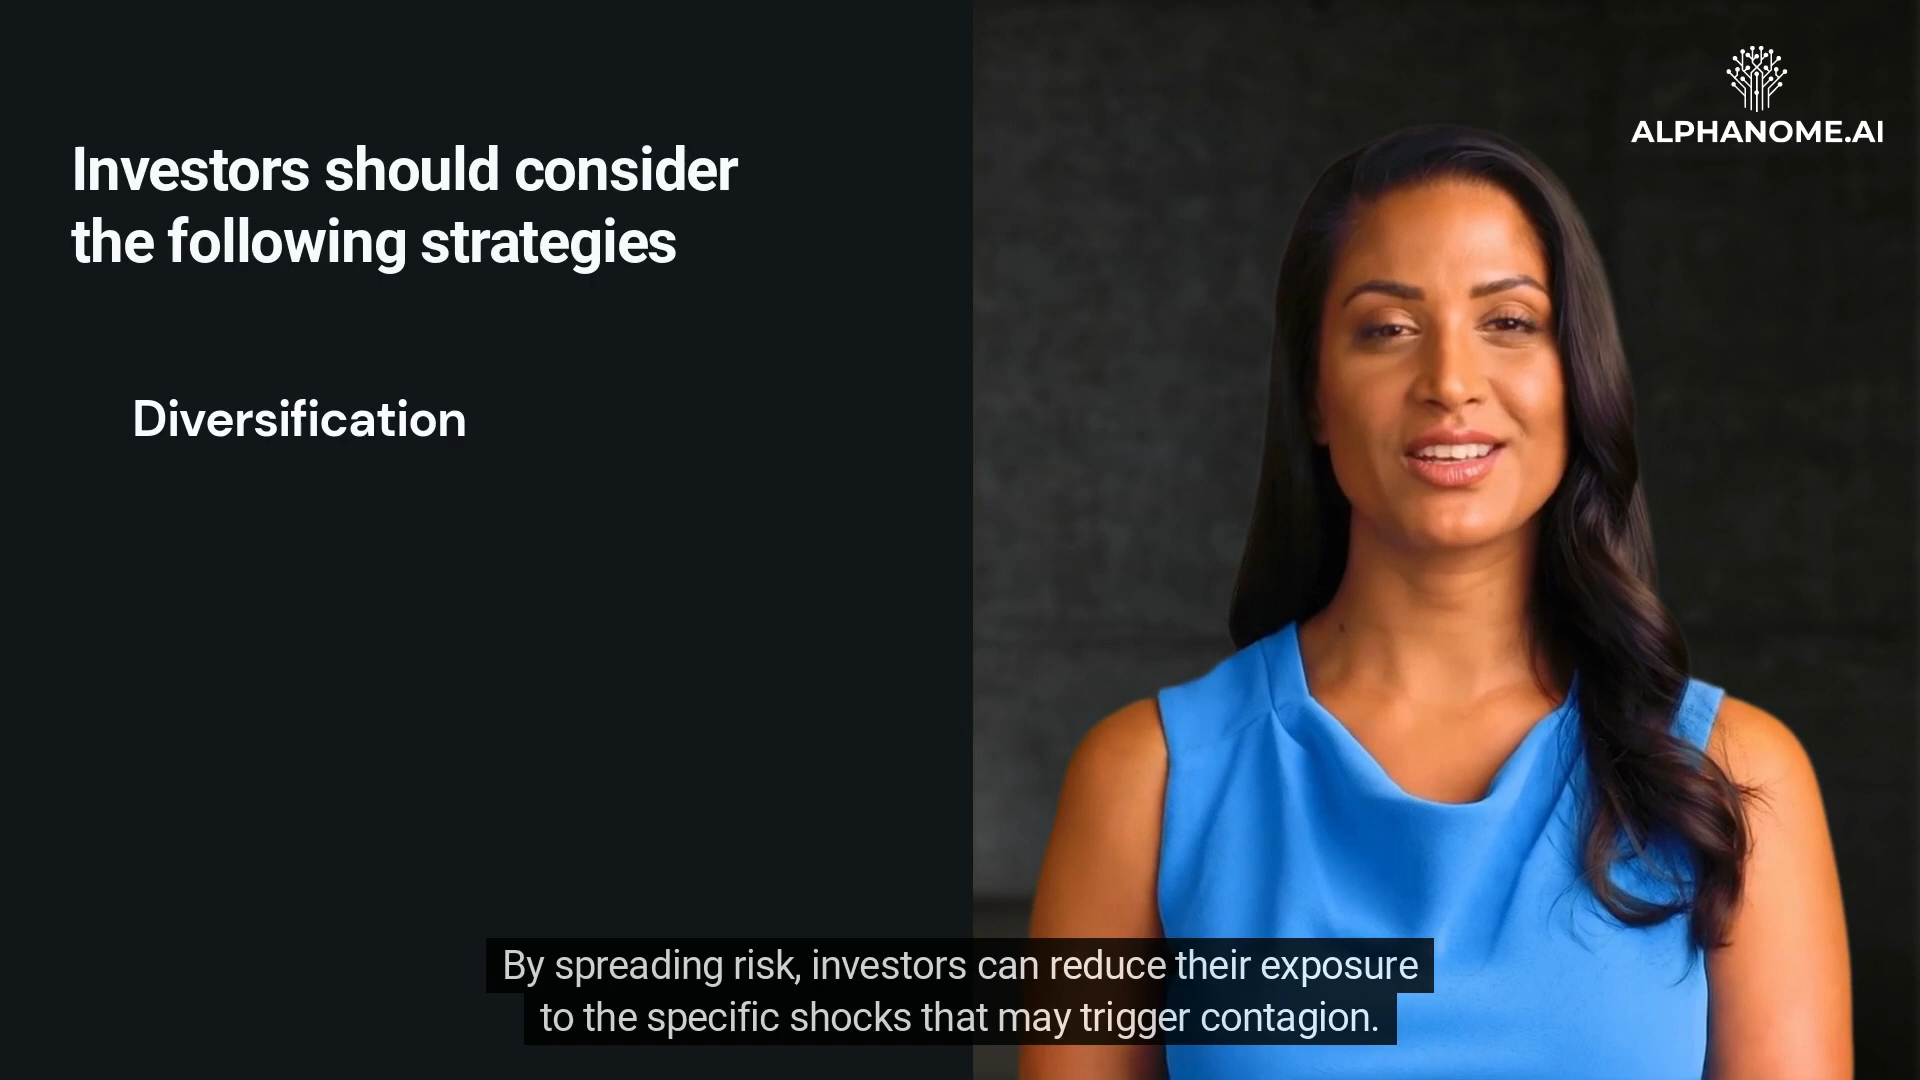 ALPHANOME.AI
Investors should consider
the following strategies
Diversification
By spreading risk, investors can reduce their exposure
to the specific shocks that may trigger contagion.